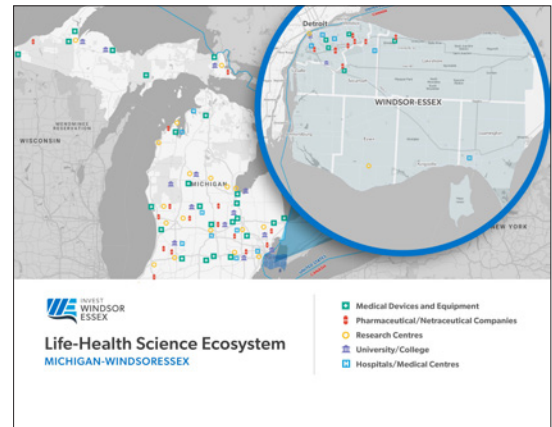 Detroit
WINDSOR-ESSEX
WISCONSIN
MICHIGAN
NEW YORK
INVEST
WINDSOR
ESSEX
Life-Health Science Ecosystem
MICHIGAN-WINDSORESSEX
Medical Devices and Equipment
Pharmaceutical/Netraceutical Companies
Research Centres
University/College
Hospitals/Medical Centres